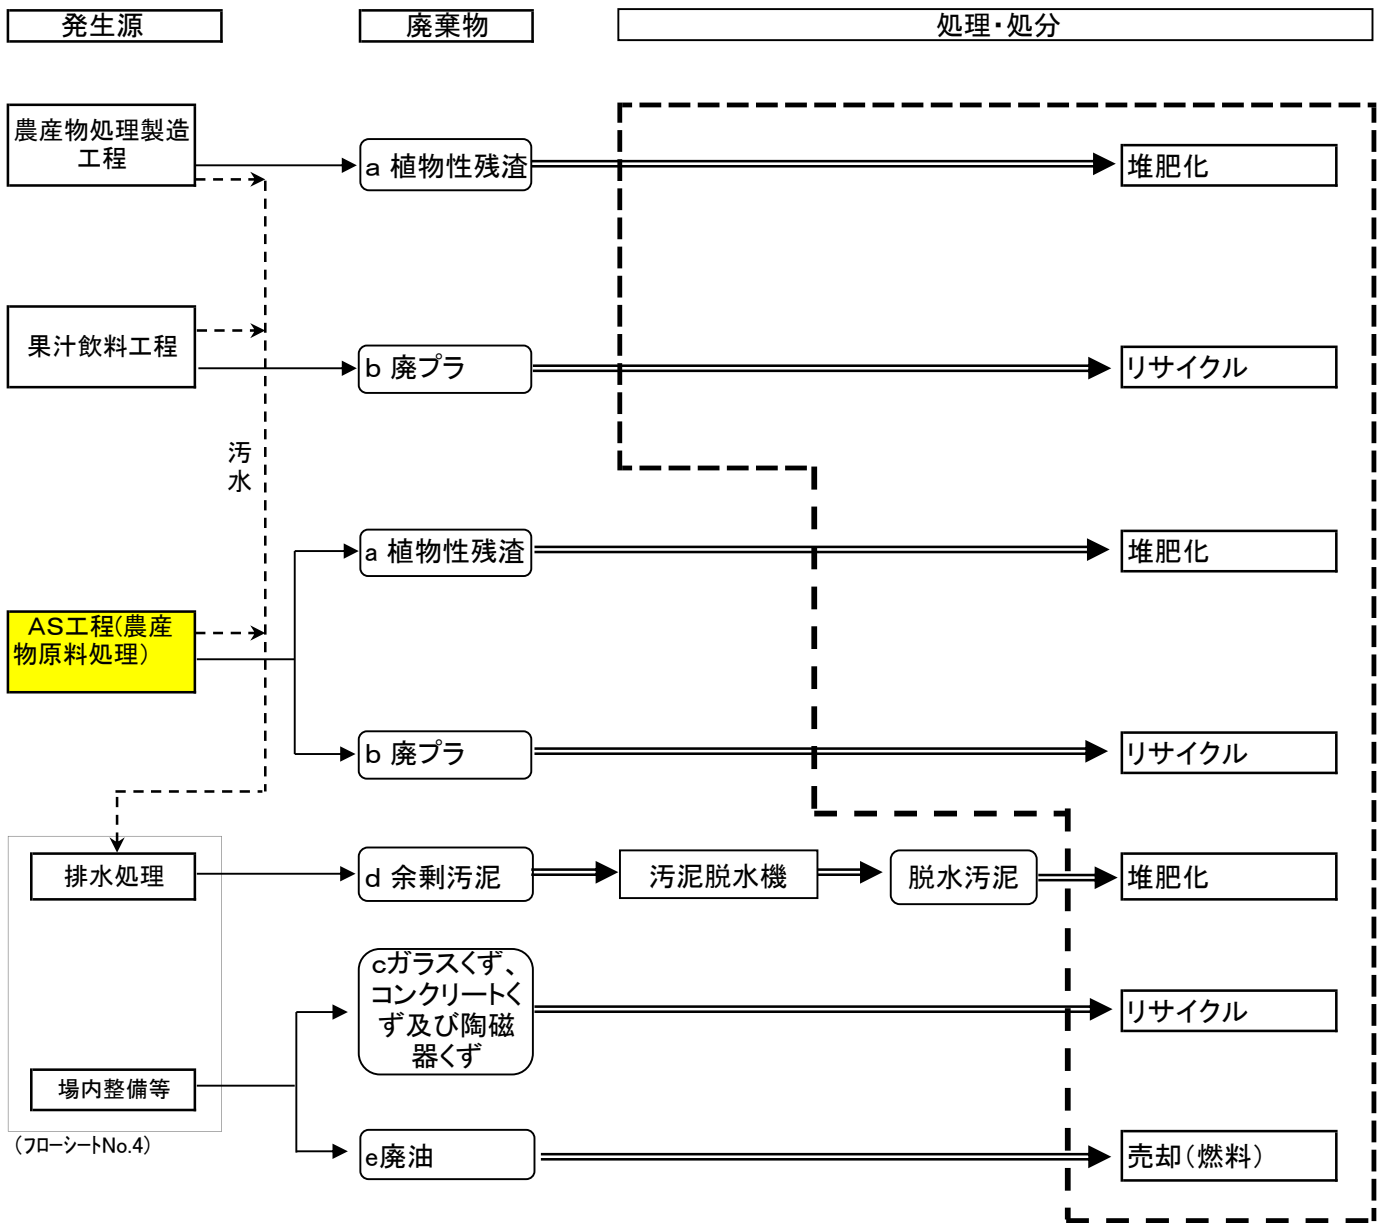 発生源
廃棄物
処理・処分
農産物処理製造
工程
a 植物性残渣
堆肥化
果汁飲料工程
b 廃プラ
リサイクル
汚
水
a 植物性残渣
堆肥化
AS工程(農産
物原料処理)
b 廃プラ
リサイクル
排水処理
d 余剰汚泥
汚泥脱水機
脱水汚泥
堆肥化
cガラスくず、
コンクリートく
ず及び陶磁
器くず
リサイクル
場内整備等
(フローシートNo.4)
e廃油
売却(燃料)